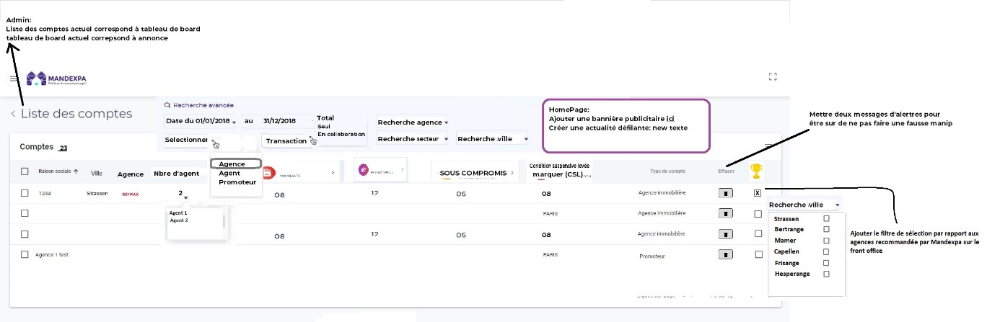 Admin:
Liste des comptes actuel correspond à tableau de board
tableau de board actuel correpsond à annonce
MANDEXPA
Liste des comptes
Recherche avancée
Date du 01/01/2018 au 31/12/2018
Total
Seul
En collaboration
Recherche agence
Selectionner
Transaction
Recherche secteur
Recherche ville
HomePage:
Ajouter une bannière publicitaire ici
Créer une actualité défilante: new texte
Mettre deux messages d'alertres pour
être sur de ne pas faire une fausse manip
Comptes 23
Agence
Agent
Promoteur
Raison sociale Ville Agence Nbre d'agent MANDATS SOUS COMPROMIS Condition suspensive levée
marquer (CSL) Type de compte Effacer
1234 Strassen RE/MAX 2 08 12 05 08 Agence immobilière X
Agent 1
Agent 2
PARIS Agence immobilière
08 12 05 08 Agence immobilière
Agence 1 test PARIS Promoteur
Recherche ville
Strassen
Bertrange
Mamer
Capellen
Frisange
Hesperange
Ajouter le filtre de sélection par rapport aux
agences recommandée par Mandexpa sur le
front office